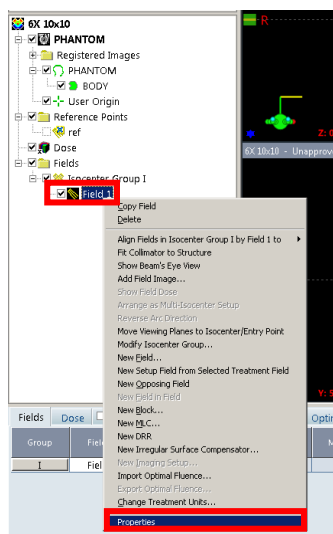 6X 10x10
PHANTOM
Registered Images
PHANTOM
BODY
User Origin
Reference Points
ref
Dose
Fields
Isocenter Group I
Field 1
R
Z: 0
6X 10x10 - Unapprov
Copy Field
Delete
Align Fields in Isocenter Group I by Field 1 to
Fit Collimator to Structure
Show Beam's Eye View
Add Field Image...
Show Field Dose
Arrange as Multi-Isocenter Setup
Reverse Arc Direction
Move Viewing Planes to Isocenter/Entry Point
Modify Isocenter Group...
New Field...
New Setup Field from Selected Treatment Field
New Opposing Field
New Field in Field
New Block...
New MLC...
New DRR
New Irregular Surface Compensator...
New Imaging Setup...
Import Optimal Fluence...
Export Optimal Fluence...
Change Treatment Units...
Properties
Y: 5
Fields Dose Optim
Group Fiel M
I Fiel